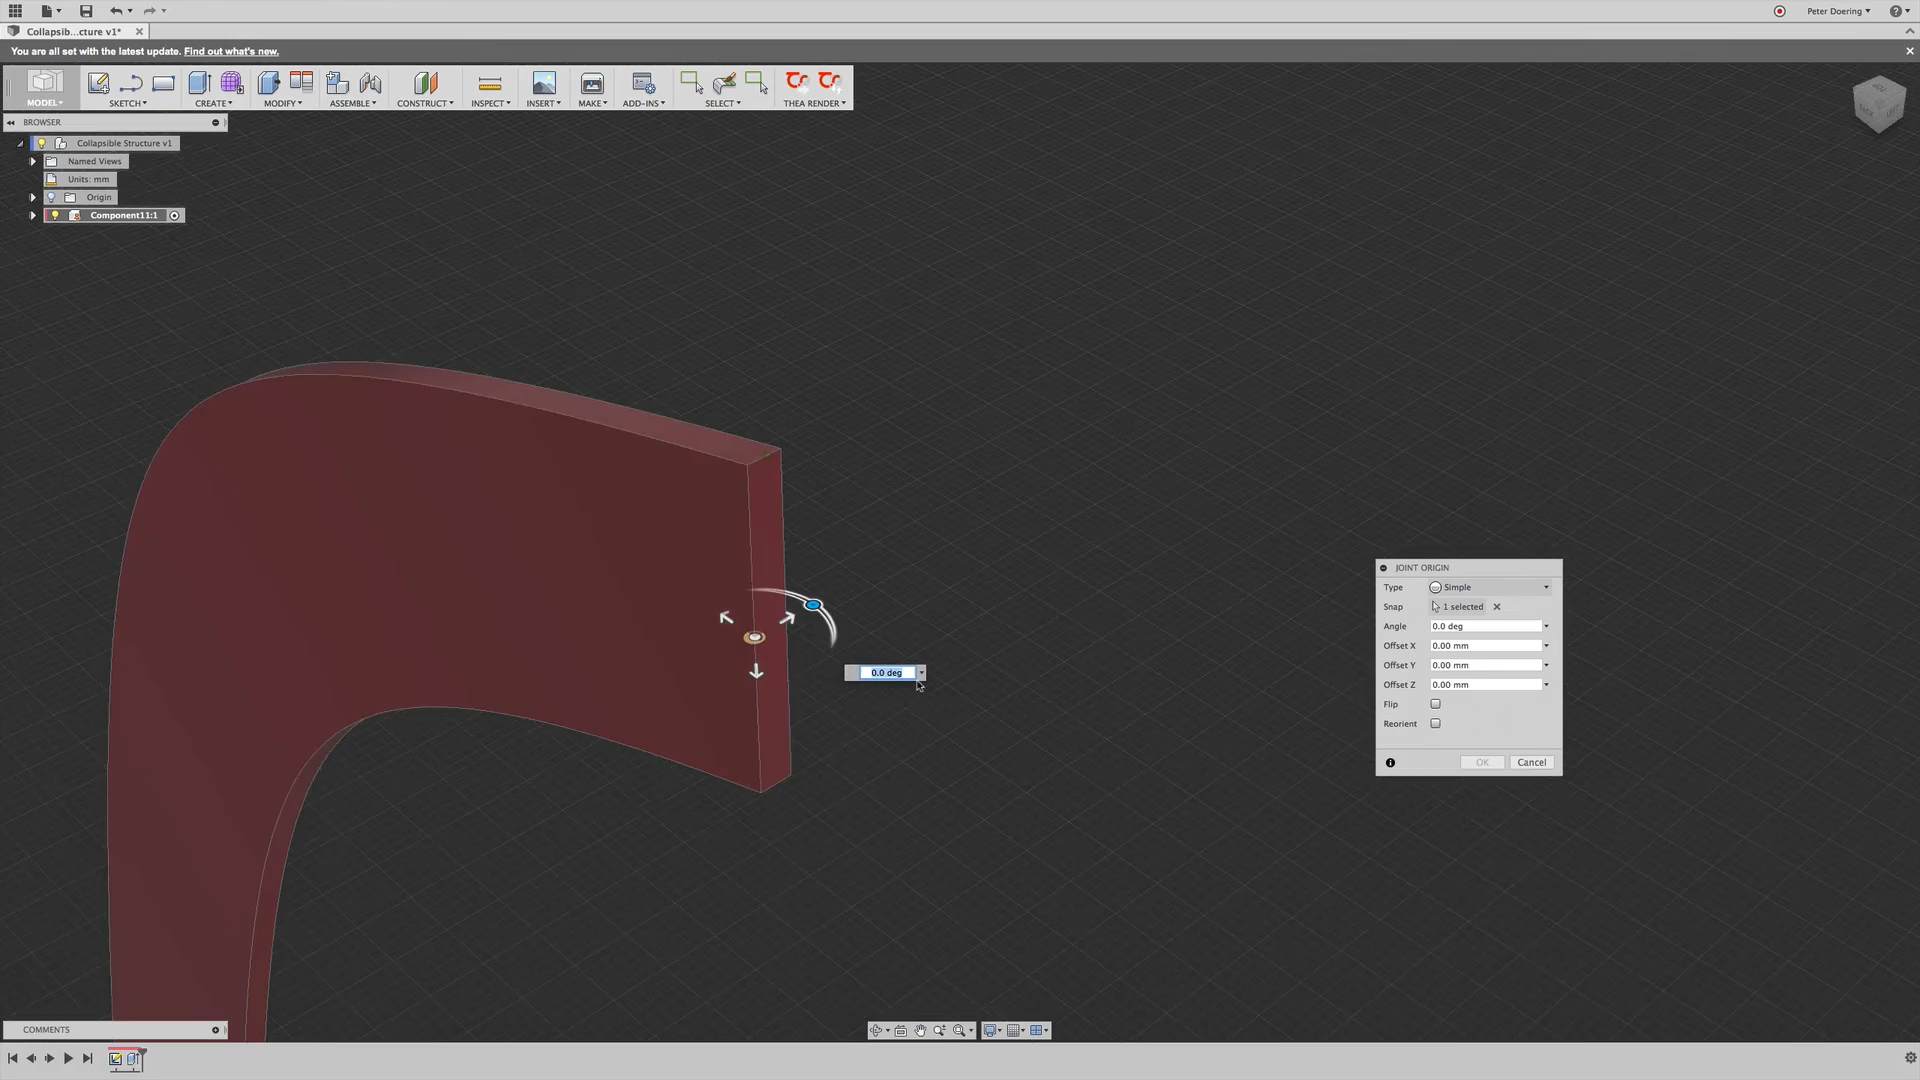 Peter Doering
Collapsib...cture v1*
You are all set with the latest update. Find out what's new.
MODEL
SKETCH
CREATE
MODIFY
ASSEMBLE
CONSTRUCT
INSPECT
INSERT
MAKE
ADD-INS
SELECT
THEA RENDER
BROWSER
Collapsible Structure v1
Named Views
Units: mm
Origin
Component11:1
0.0 deg
JOINT ORIGIN
Type Simple
Snap 1 selected
Angle 0.0 deg
Offset X 0.00 mm
Offset Y 0.00 mm
Offset Z 0.00 mm
Flip
Reorient
OK Cancel
COMMENTS